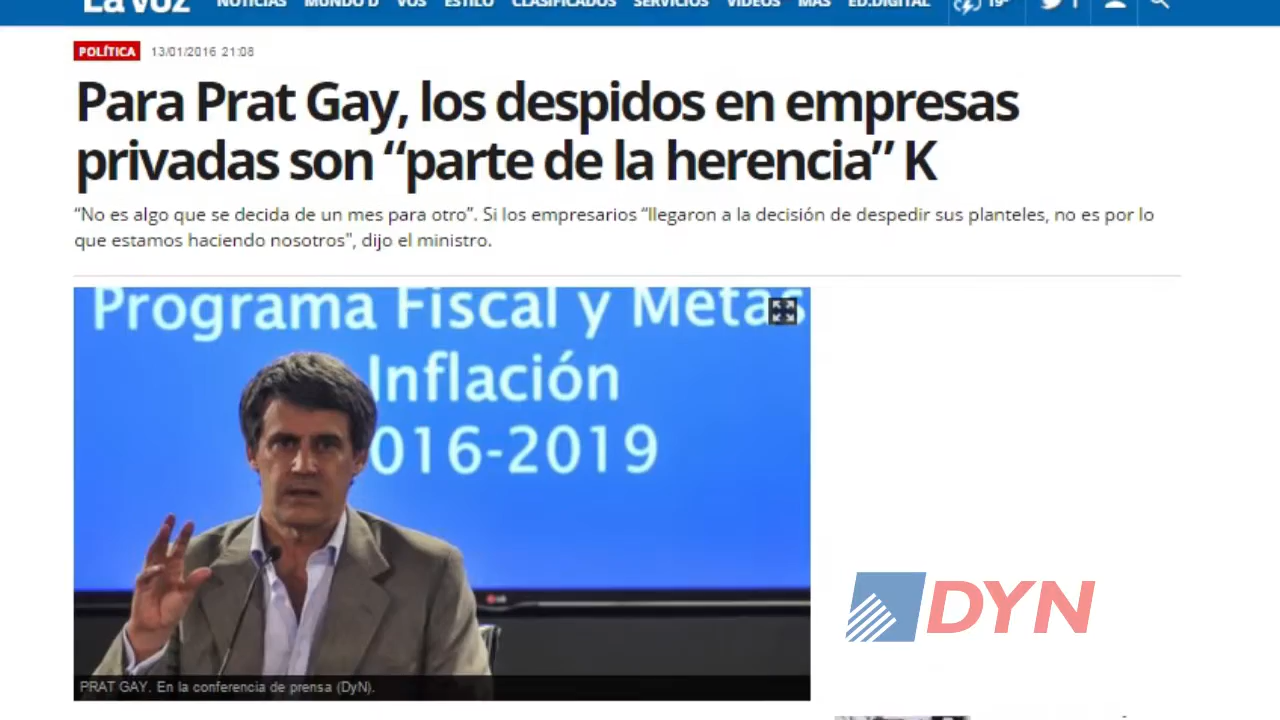 La Voz
NOTICIAS MUNDO D VOS ESTILO CLASIFICADOS SERVICIOS VIDEOS MÁS ED.DIGITAL 19°
POLÍTICA 13/01/2016 21:08
Para Prat Gay, los despidos en empresas
privadas son “parte de la herencia” K
“No es algo que se decida de un mes para otro”. Si los empresarios “llegaron a la decisión de despedir sus planteles, no es por lo
que estamos haciendo nosotros”, dijo el ministro.
Programa Fiscal y Metas
Inflación
016-2019
LG
DYN
PRAT GAY. En la conferencia de prensa (DyN).